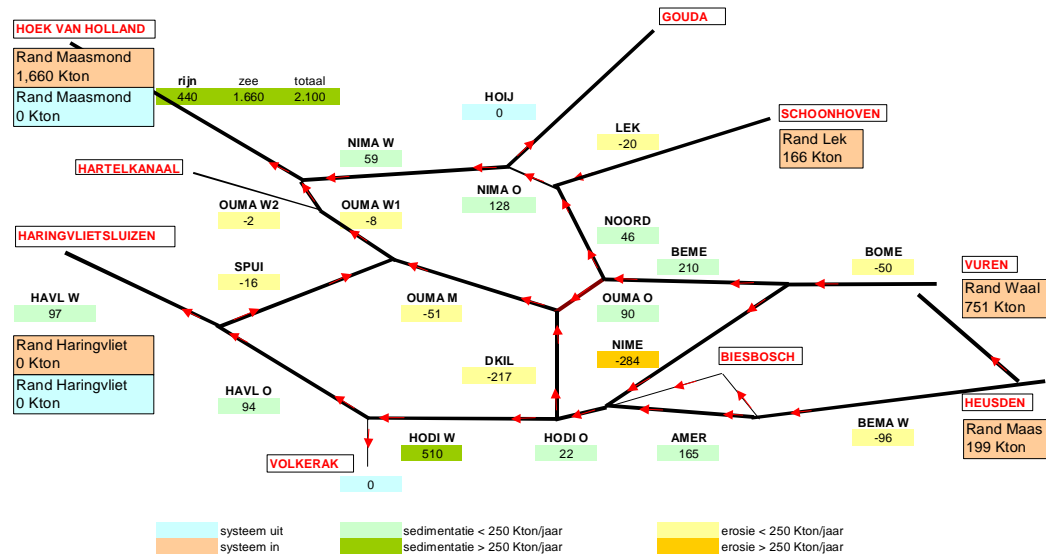 HOEK VAN HOLLAND
Rand Maasmond
1,660 Kton
Rand Maasmond
0 Kton
rijn zee totaal
440 1.660 2.100
GOUDA
HOIJ
0
LEK
-20
SCHOONHOVEN
Rand Lek
166 Kton
NIMA W
59
HARTELKANAAL
NIMA O
128
OUMA W2
-2
OUMA W1
-8
NOORD
46
HARINGVLIETSLUIZEN
SPUI
-16
BEME
210
BOME
-50
VUREN
Rand Waal
751 Kton
HAVL W
97
OUMA M
-51
OUMA O
90
Rand Haringvliet
0 Kton
Rand Haringvliet
0 Kton
NIME
-284
BIESBOSCH
DKIL
-217
HAVL O
94
HEUSDEN
Rand Maas
199 Kton
BEMA W
-96
HODI W
510
HODI O
22
AMER
165
VOLKERAK
0
systeem uit
sedimentatie < 250 Kton/jaar
erosie < 250 Kton/jaar
systeem in
sedimentatie > 250 Kton/jaar
erosie > 250 Kton/jaar